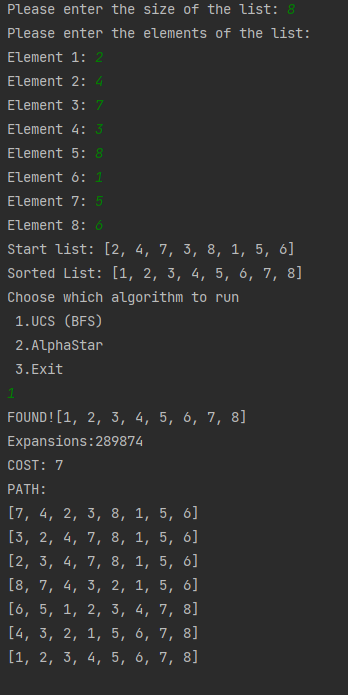 Please enter the size of the list: 8
Please enter the elements of the list:
Element 1: 2
Element 2: 4
Element 3: 7
Element 4: 3
Element 5: 8
Element 6: 1
Element 7: 5
Element 8: 6
Start list: [2, 4, 7, 3, 8, 1, 5, 6]
Sorted List: [1, 2, 3, 4, 5, 6, 7, 8]
Choose which algorithm to run
 1.UCS (BFS)
 2.AlphaStar
 3.Exit
1
FOUND![1, 2, 3, 4, 5, 6, 7, 8]
Expansions:289874
COST: 7
PATH:
[7, 4, 2, 3, 8, 1, 5, 6]
[3, 2, 4, 7, 8, 1, 5, 6]
[2, 3, 4, 7, 8, 1, 5, 6]
[8, 7, 4, 3, 2, 1, 5, 6]
[6, 5, 1, 2, 3, 4, 7, 8]
[4, 3, 2, 1, 5, 6, 7, 8]
[1, 2, 3, 4, 5, 6, 7, 8]